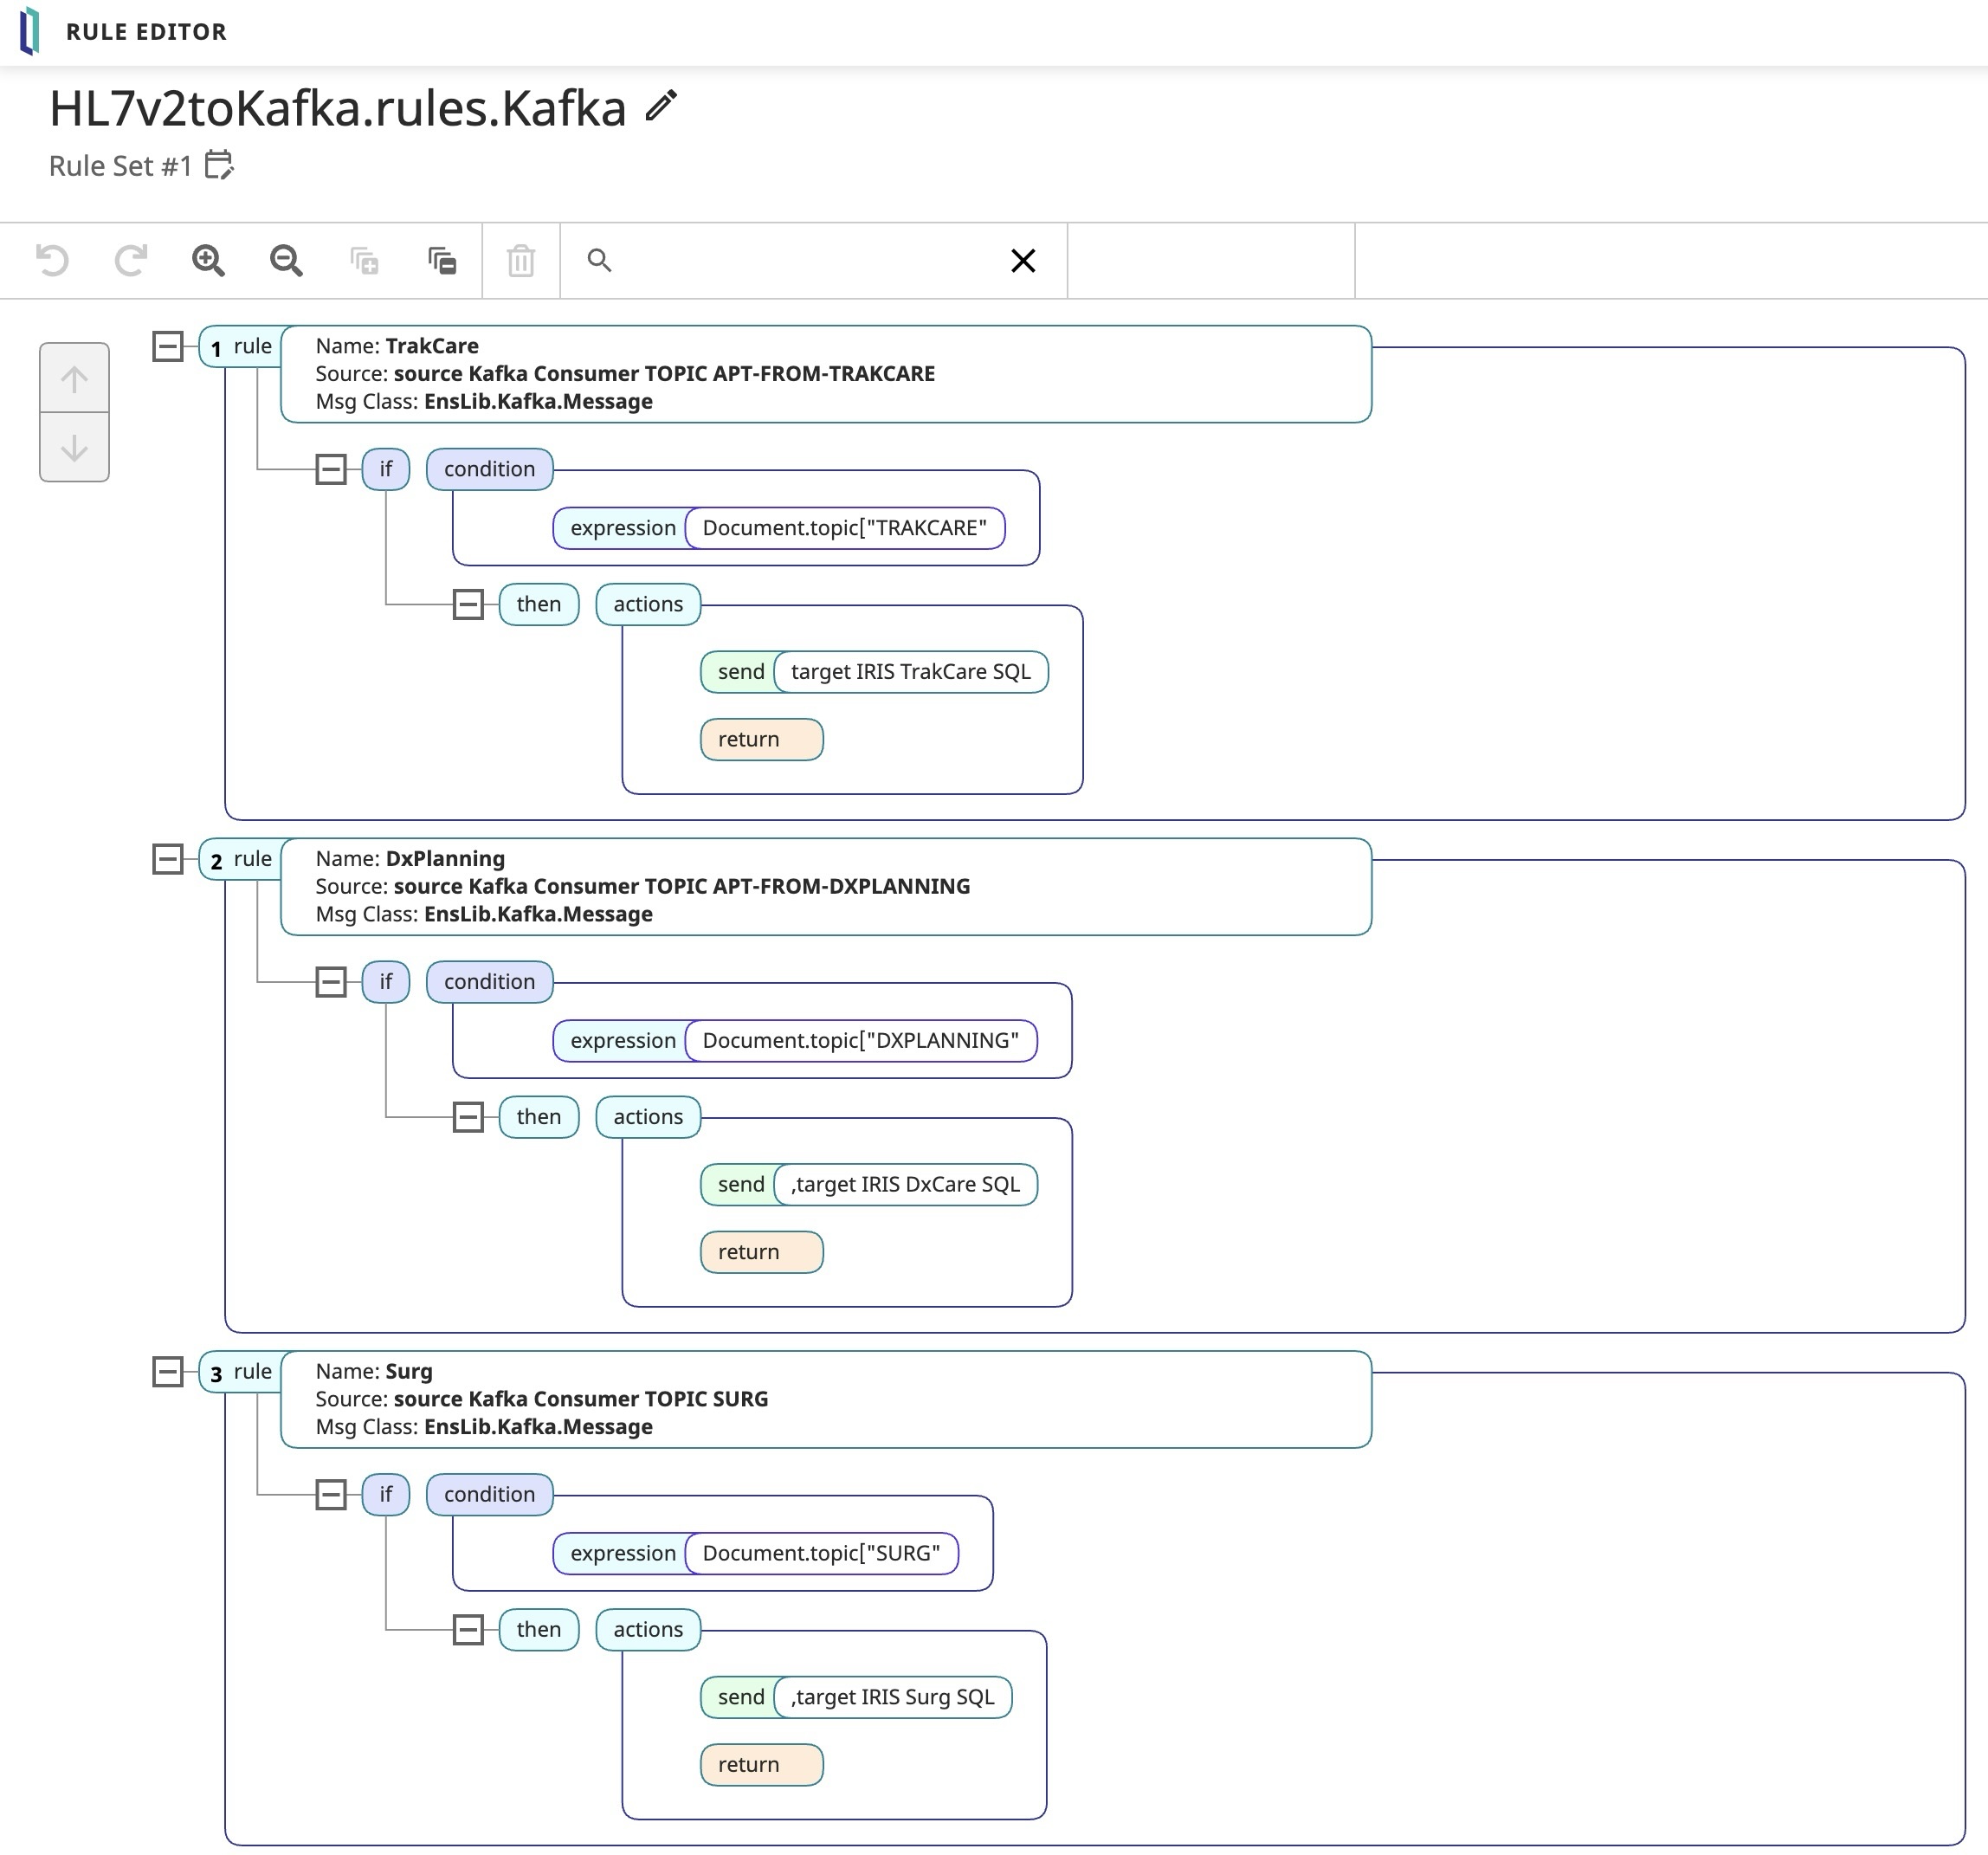 RULE EDITOR
HL7v2toKafka.rules.Kafka
Rule Set #1
1 rule
Name: TrakCare
Source: source Kafka Consumer TOPIC APT-FROM-TRAKCARE
Msg Class: EnsLib.Kafka.Message
if condition
expression Document.topic["TRAKCARE"
then actions
send target IRIS TrakCare SQL
return
2 rule
Name: DxPlanning
Source: source Kafka Consumer TOPIC APT-FROM-DXPLANNING
Msg Class: EnsLib.Kafka.Message
if condition
expression Document.topic["DXPLANNING"
then actions
send ,target IRIS DxCare SQL
return
3 rule
Name: Surg
Source: source Kafka Consumer TOPIC SURG
Msg Class: EnsLib.Kafka.Message
if condition
expression Document.topic["SURG"
then actions
send ,target IRIS Surg SQL
return